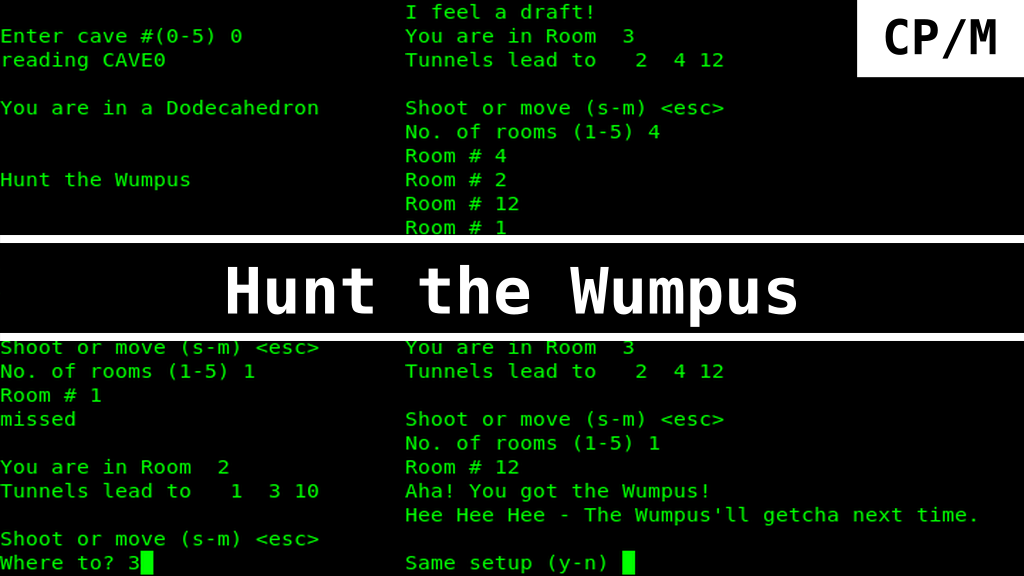 Enter cave #(0-5) 0
reading CAVE0
You are in a Dodecahedron
Hunt the Wumpus
I feel a draft!
You are in Room  3
Tunnels lead to   2  4 12
Shoot or move (s-m) <esc>
No. of rooms (1-5) 4
Room # 4
Room # 2
Room # 12
Room # 1
CP/M
Hunt the Wumpus
Shoot or move (s-m) <esc>
No. of rooms (1-5) 1
Room # 1
missed
You are in Room  2
Tunnels lead to   1  3 10
Shoot or move (s-m) <esc>
Where to? 3
You are in Room  3
Tunnels lead to   2  4 12
Shoot or move (s-m) <esc>
No. of rooms (1-5) 1
Room # 12
Aha! You got the Wumpus!
Hee Hee Hee - The Wumpus'll getcha next time.
Same setup (y-n)